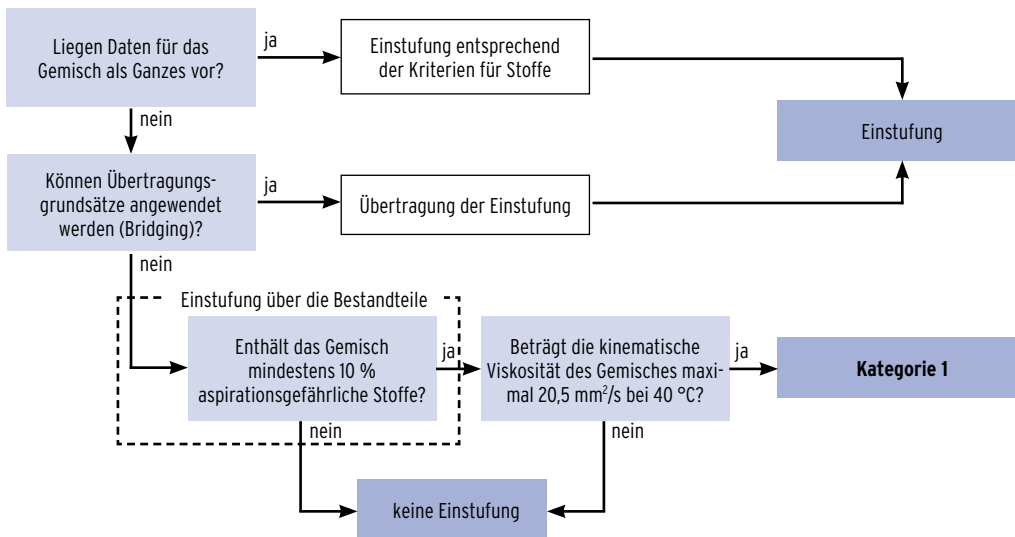 Liegen Daten für das
Gemisch als Ganzes vor?
ja
Einstufung entsprechend
der Kriterien für Stoffe
Einstufung
nein
Können Übertragungs-
grundsätze angewendet
werden (Bridging)?
ja
Übertragung der Einstufung
nein
Einstufung über die Bestandteile
Enthält das Gemisch
mindestens 10 %
aspirationsgefährliche Stoffe?
ja
Beträgt die kinematische
Viskosität des Gemisches maxi-
mal 20,5 mm²/s bei 40 °C?
ja
Kategorie 1
nein
nein
keine Einstufung